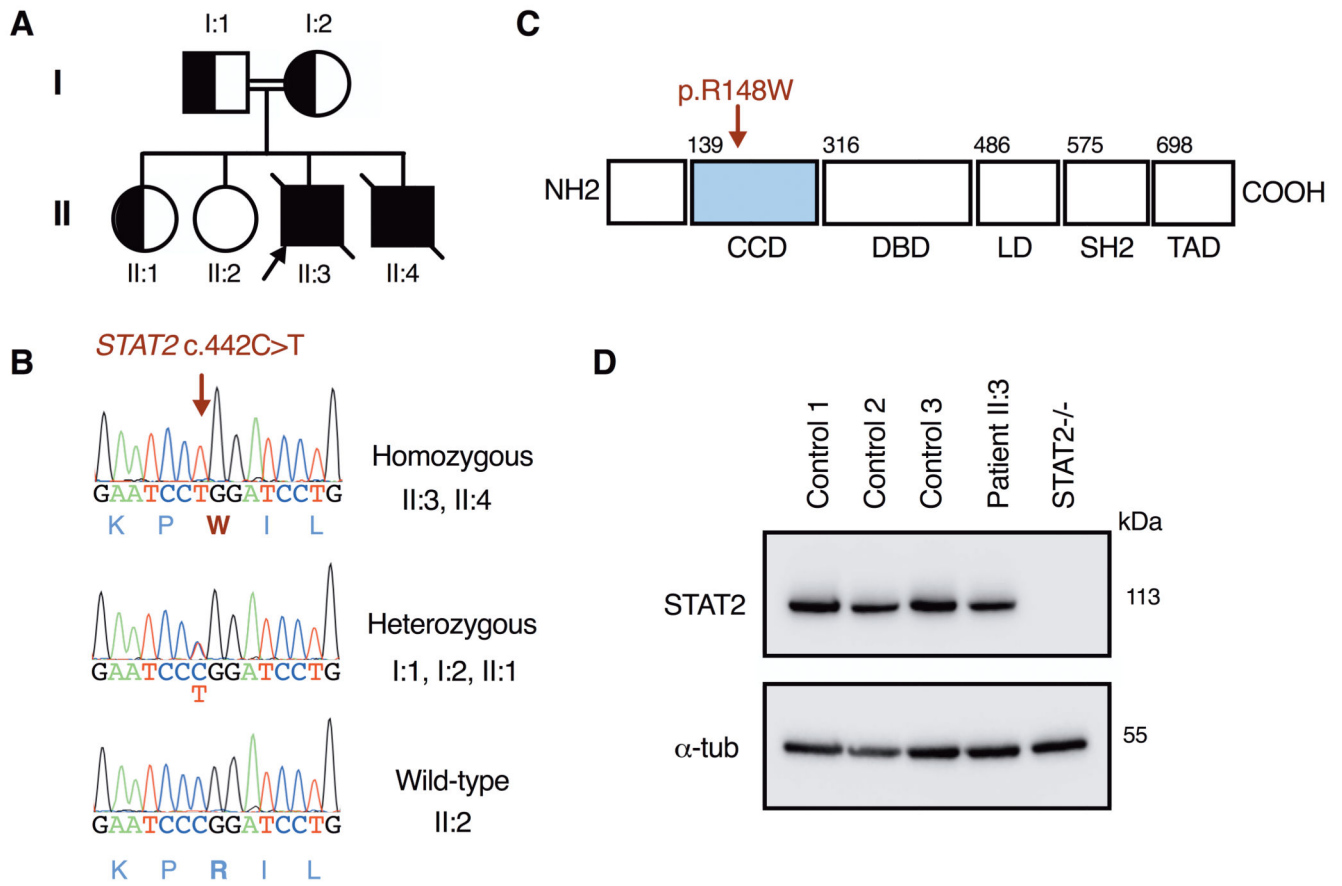 A
I:1 I:2
I
II
II:1 II:2 II:3 II:4
B
STAT2 c.442C>T
GAATCCTGGATCCTG
K P W I L
Homozygous
II:3, II:4
GAATCCCGGATCCTG
T
Heterozygous
I:1, I:2, II:1
GAATCCCGGATCCTG
K P R I L
Wild-type
II:2
C
p.R148W
139 316 486 575 698
NH2 COOH
CCD DBD LD SH2 TAD
D
Control 1
Control 2
Control 3
Patient II:3
STAT2-/-
kDa
STAT2 113
α-tub 55